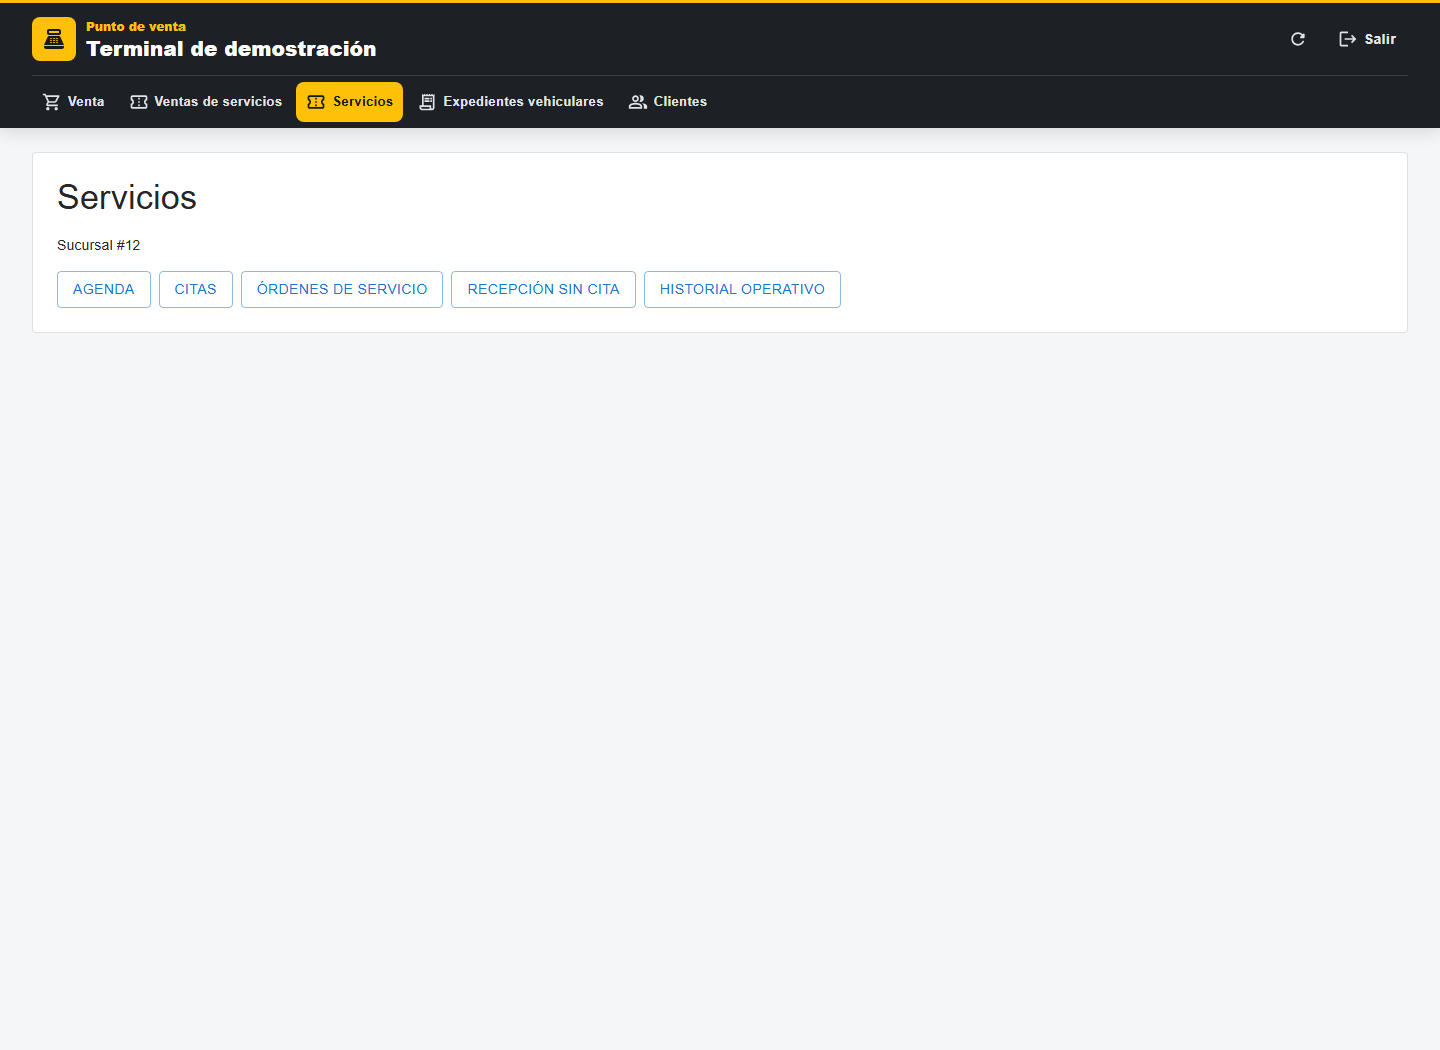 Punto de venta
Terminal de demostración
Salir
Venta
Ventas de servicios
Servicios
Expedientes vehiculares
Clientes
Servicios
Sucursal #12
AGENDA
CITAS
ÓRDENES DE SERVICIO
RECEPCIÓN SIN CITA
HISTORIAL OPERATIVO